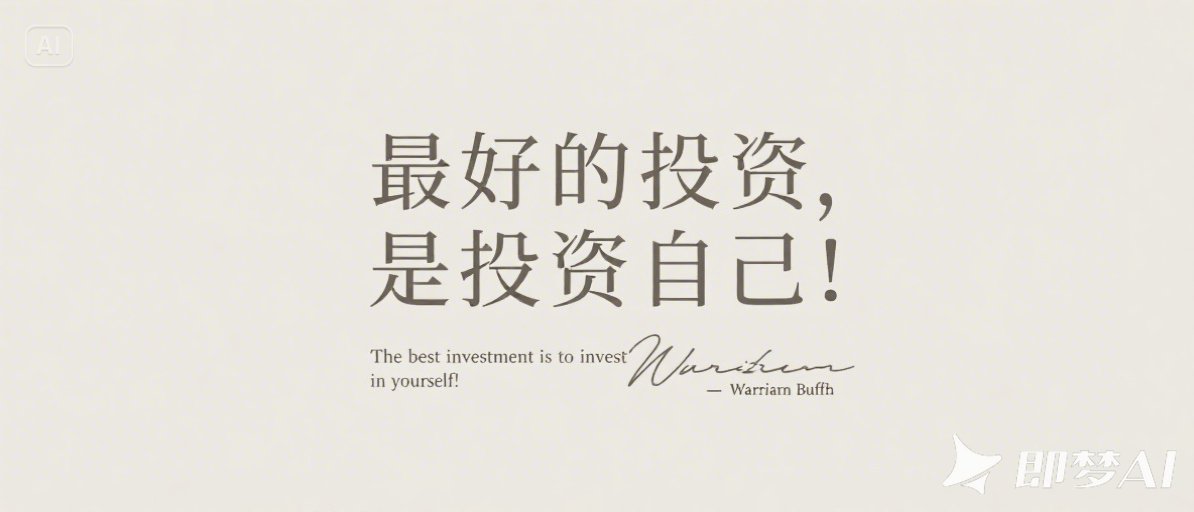 AI
最好的投资,
是投资自己!
The best investment is to invest
in yourself!
— Warriam Buffh
即梦AI